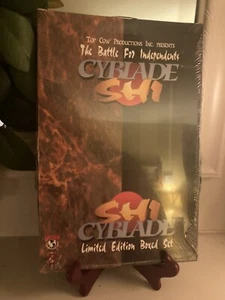 Top Cow Productions Inc. presents
The Battle For Independents
CYBLADE
SHI
SHI
CYBLADE
Limited Edition Boxed Set